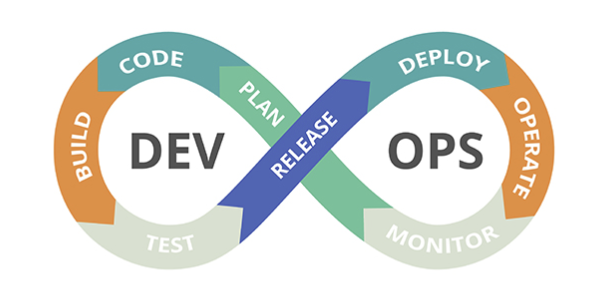 CODE
PLAN
BUILD
DEV
TEST
RELEASE
DEPLOY
OPERATE
OPS
MONITOR